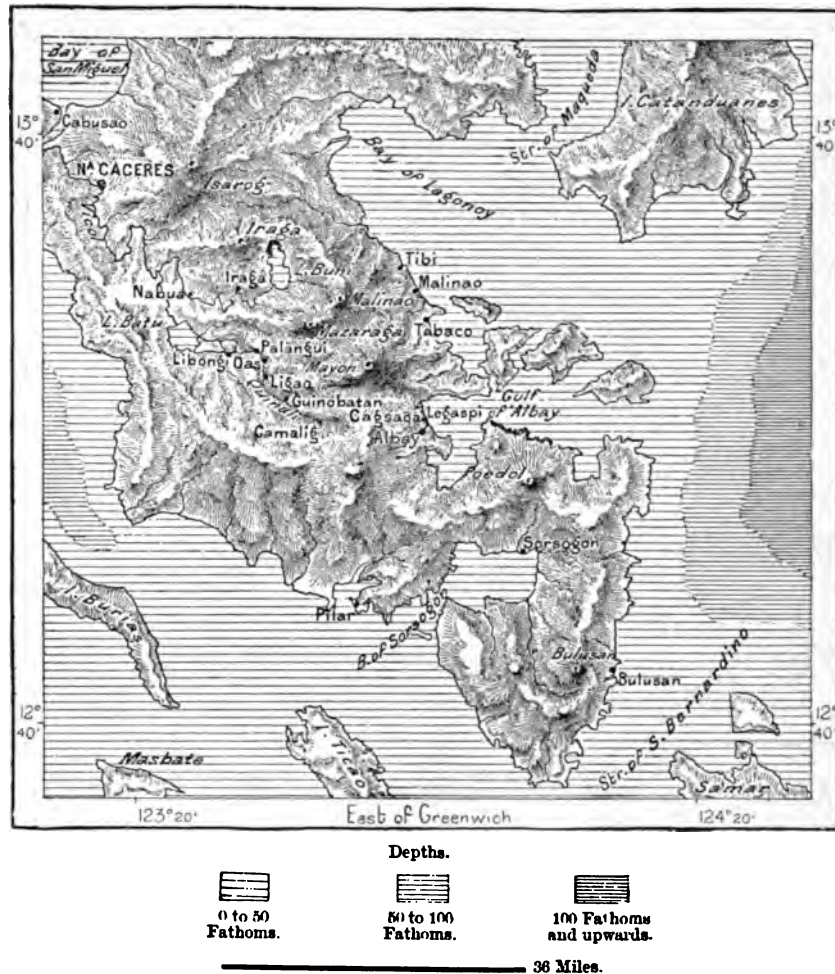 Bay of
San Miguel
Str. of Maqueda
I. Catanduanes
13°
40'
13°
40'
Cabusao
Bay of Lagonoy
Nᴬ CACERES
Isarog
Vico
Iraga
Tibi
L. Buhi
Iraga
Malinao
Nabua
Malinao
L. Batu
Mazaraga
Tabaco
Palangui
Libong
Oas
Mayon
Ligao
Guinobatan
Gulf
of Albay
Cagsaqa
Legaspi
Camalig
Albay
Poedol
Sorsogon
I. Burias
Pilar
B. of Sorsogon
Bulusan
Bulusan
12°
40'
12°
40'
Str. of S. Bernardino
Masbate
Ticao
Samar
123°20'
East of Greenwich
124°20'
Depths.
0 to 50
Fathoms.
50 to 100
Fathoms.
100 Fathoms
and upwards.
36 Miles.